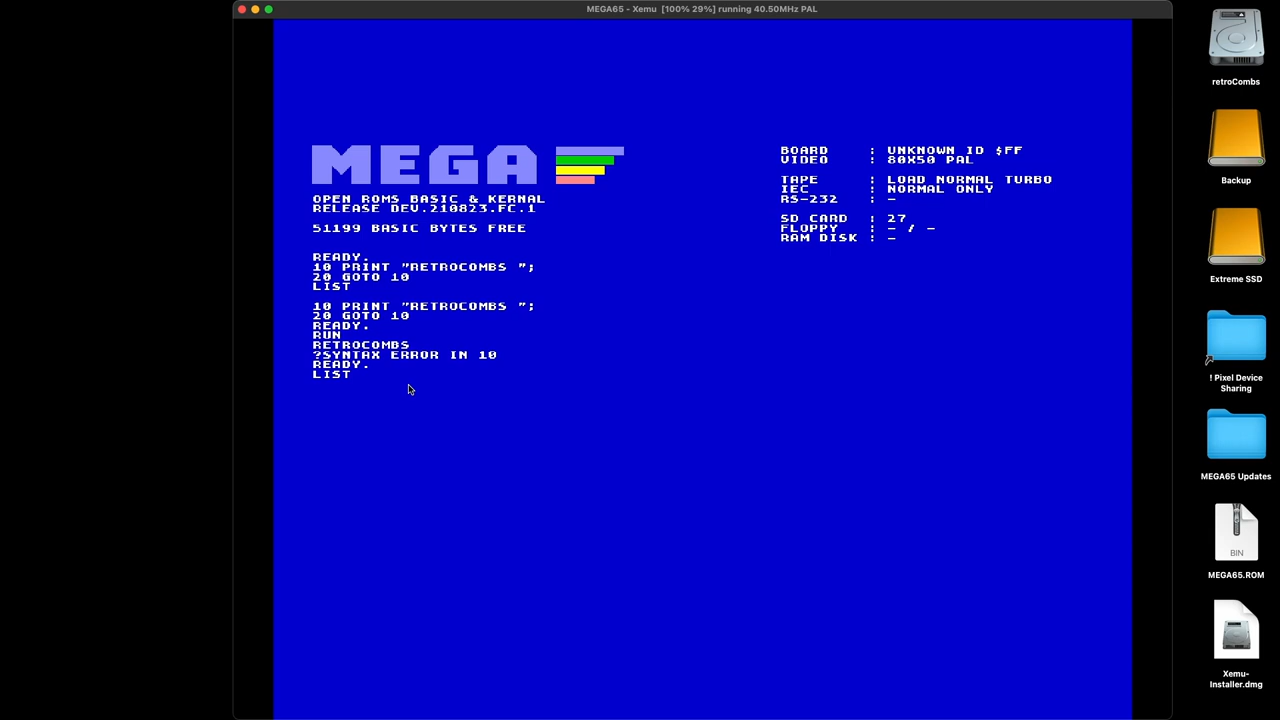 MEGA65 - Xemu [100% 29%] running 40.50MHz PAL
MEGA
OPEN ROMS BASIC & KERNAL
RELEASE DEV.210823.FC.1
51199 BASIC BYTES FREE
READY.
10 PRINT "RETROCOMBS ";
20 GOTO 10
LIST
10 PRINT "RETROCOMBS ";
20 GOTO 10
READY.
RUN
RETROCOMBS
?SYNTAX ERROR IN 10
READY.
LIST
BOARD : UNKNOWN ID $FF
VIDEO : 80X50 PAL
TAPE : LOAD NORMAL TURBO
IEC : NORMAL ONLY
RS-232 : -
SD CARD : 27
FLOPPY : - / -
RAM DISK : -
retroCombs
Backup
Extreme SSD
! Pixel Device
Sharing
MEGA65 Updates
BIN
MEGA65.ROM
Xemu-
Installer.dmg